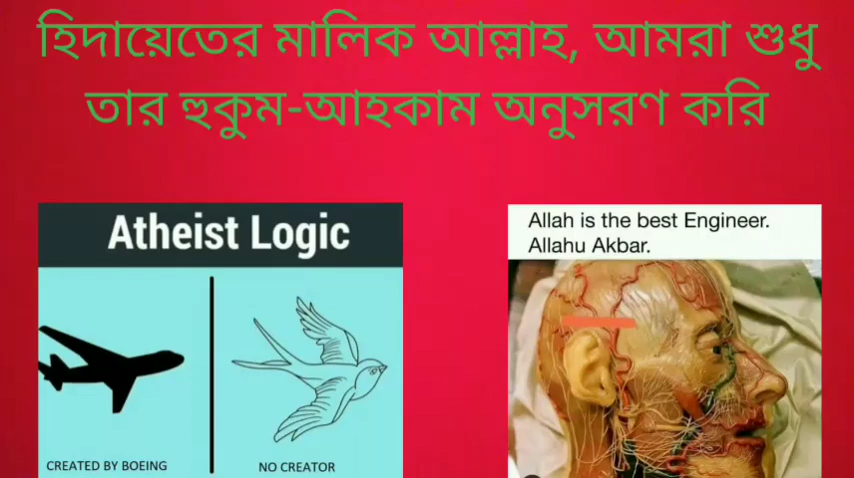 হিদায়েতের মালিক আল্লাহ, আমরা শুধু
তার হুকুম-আহকাম অনুসরণ করি
Atheist Logic
CREATED BY BOEING
NO CREATOR
Allah is the best Engineer.
Allahu Akbar.